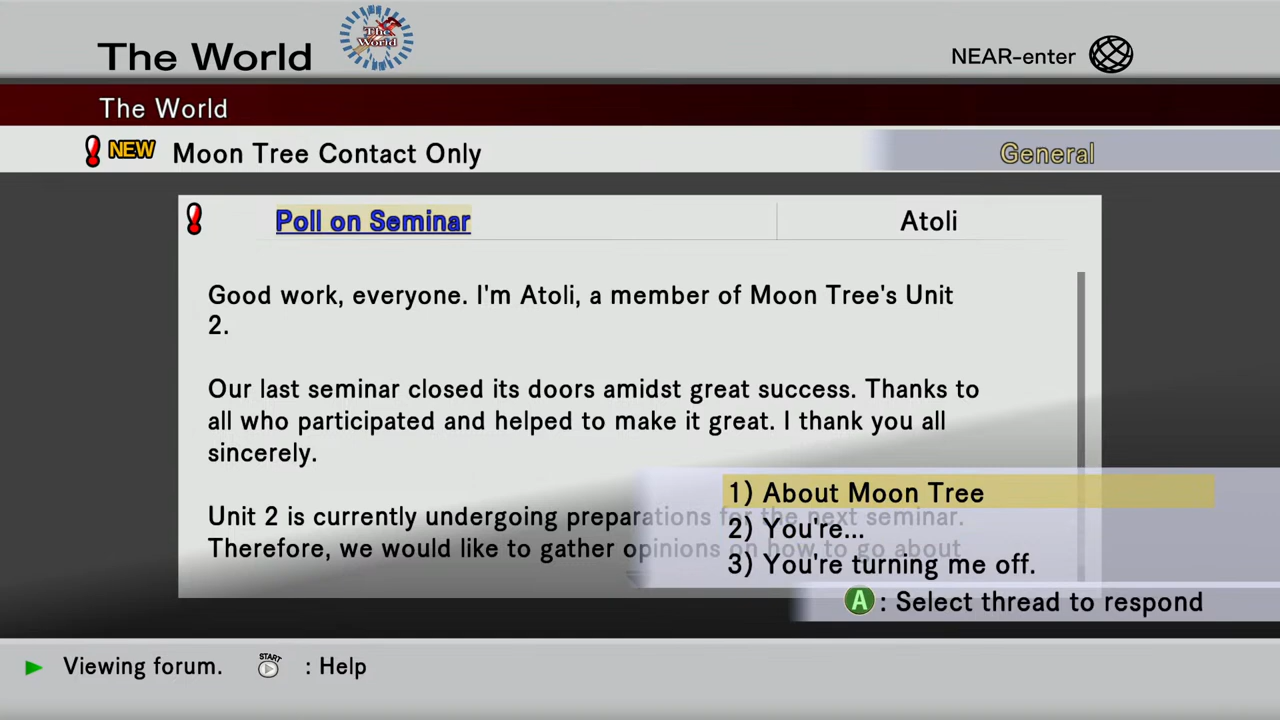 The World
The World
NEAR-enter
The World
NEW Moon Tree Contact Only
General
Poll on Seminar
Atoli
Good work, everyone. I'm Atoli, a member of Moon Tree's Unit
2.
Our last seminar closed its doors amidst great success. Thanks to
all who participated and helped to make it great. I thank you all
sincerely.
Unit 2 is currently undergoing preparations for the next seminar.
Therefore, we would like to gather opinions on how to go about
1) About Moon Tree
2) You're...
3) You're turning me off.
A : Select thread to respond
Viewing forum.
START : Help